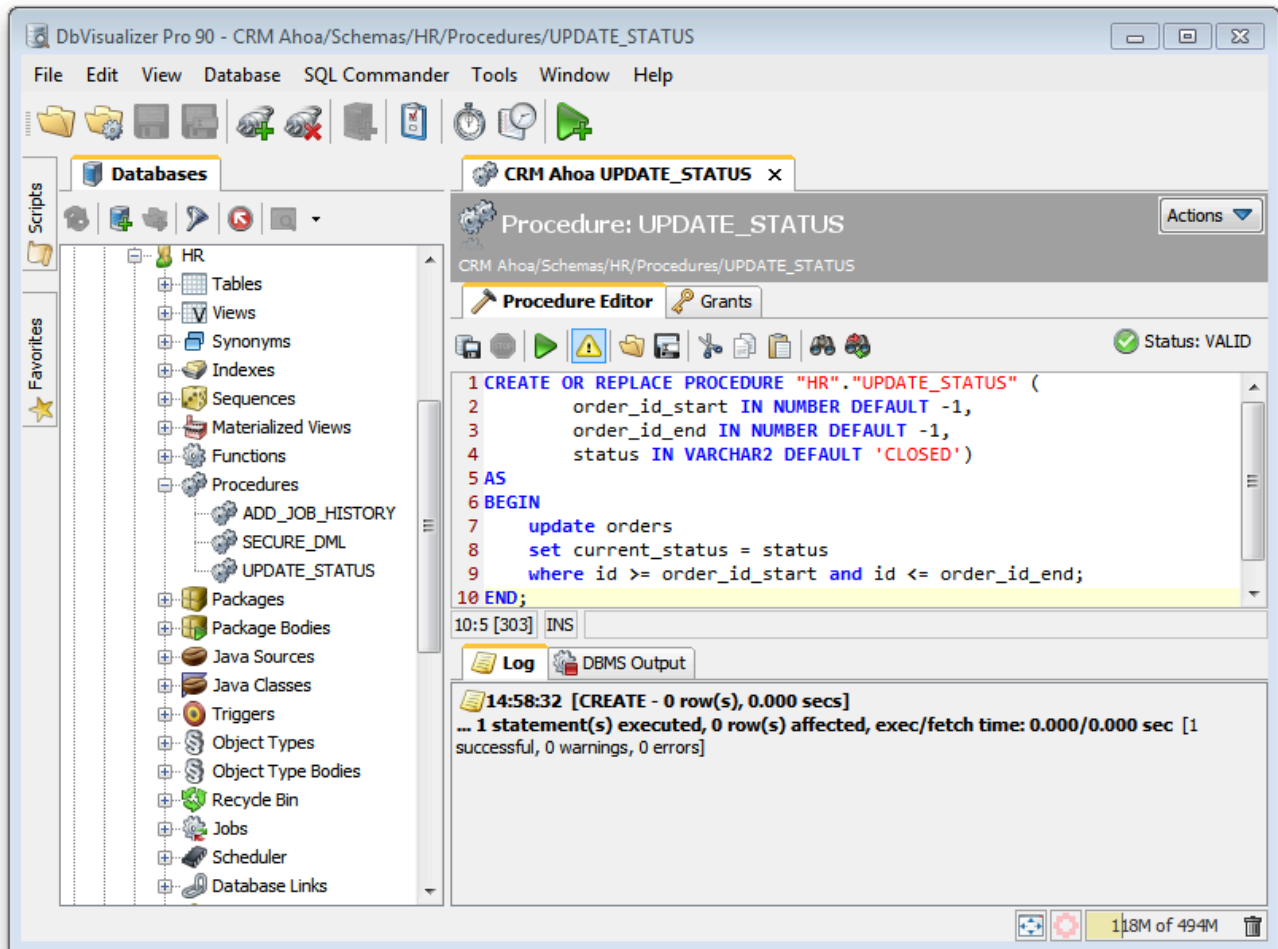 DbVisualizer Pro 90 - CRM Ahoa/Schemas/HR/Procedures/UPDATE_STATUS
File Edit View Database SQL Commander Tools Window Help
Scripts
Favorites
Databases
HR
Tables
Views
Synonyms
Indexes
Sequences
Materialized Views
Functions
Procedures
ADD_JOB_HISTORY
SECURE_DML
UPDATE_STATUS
Packages
Package Bodies
Java Sources
Java Classes
Triggers
Object Types
Object Type Bodies
Recycle Bin
Jobs
Scheduler
Database Links
CRM Ahoa UPDATE_STATUS x
Procedure: UPDATE_STATUS
Actions
CRM Ahoa/Schemas/HR/Procedures/UPDATE_STATUS
Procedure Editor Grants
STOP
Status: VALID
1 CREATE OR REPLACE PROCEDURE "HR"."UPDATE_STATUS" (
2 order_id_start IN NUMBER DEFAULT -1,
3 order_id_end IN NUMBER DEFAULT -1,
4 status IN VARCHAR2 DEFAULT 'CLOSED')
5 AS
6 BEGIN
7 update orders
8 set current_status = status
9 where id >= order_id_start and id <= order_id_end;
10 END;
10:5 [303] INS
Log DBMS Output
14:58:32 [CREATE - 0 row(s), 0.000 secs]
... 1 statement(s) executed, 0 row(s) affected, exec/fetch time: 0.000/0.000 sec [1
successful, 0 warnings, 0 errors]
118M of 494M